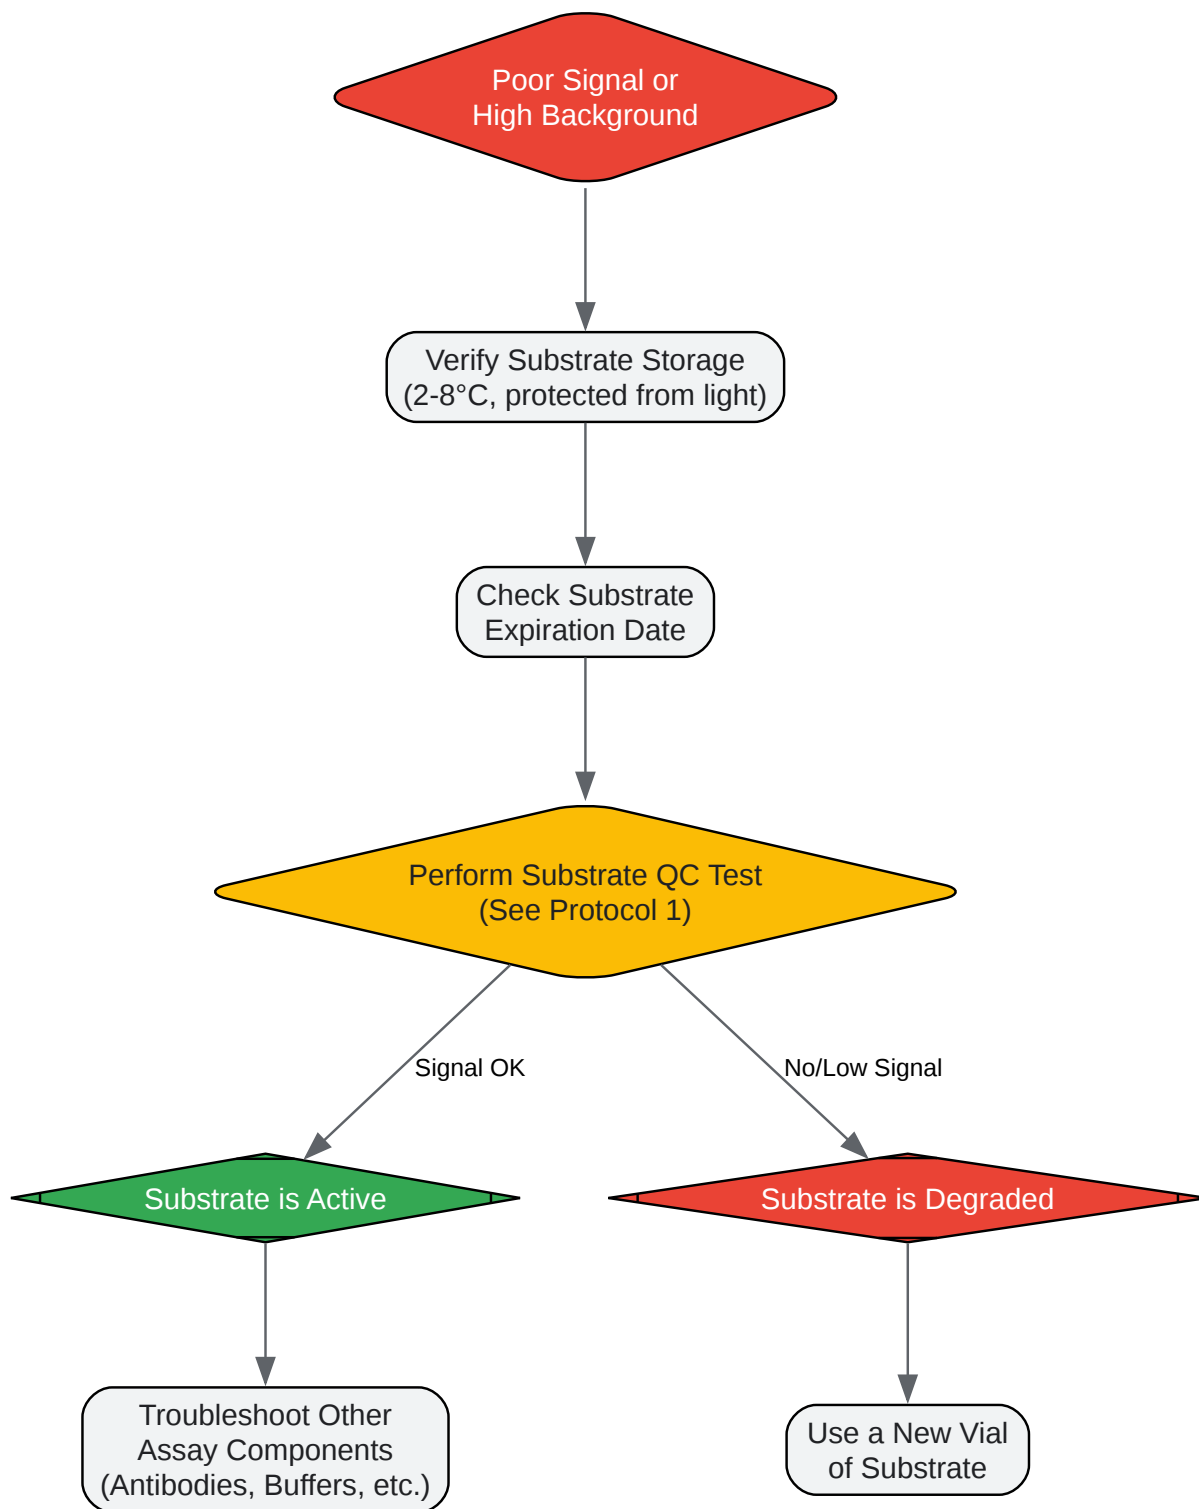 Poor Signal or
High Background
Verify Substrate Storage
(2-8°C, protected from light)
Check Substrate
Expiration Date
Perform Substrate QC Test
(See Protocol 1)
Signal OK
No/Low Signal
Substrate is Active
Substrate is Degraded
Troubleshoot Other
Assay Components
(Antibodies, Buffers, etc.)
Use a New Vial
of Substrate